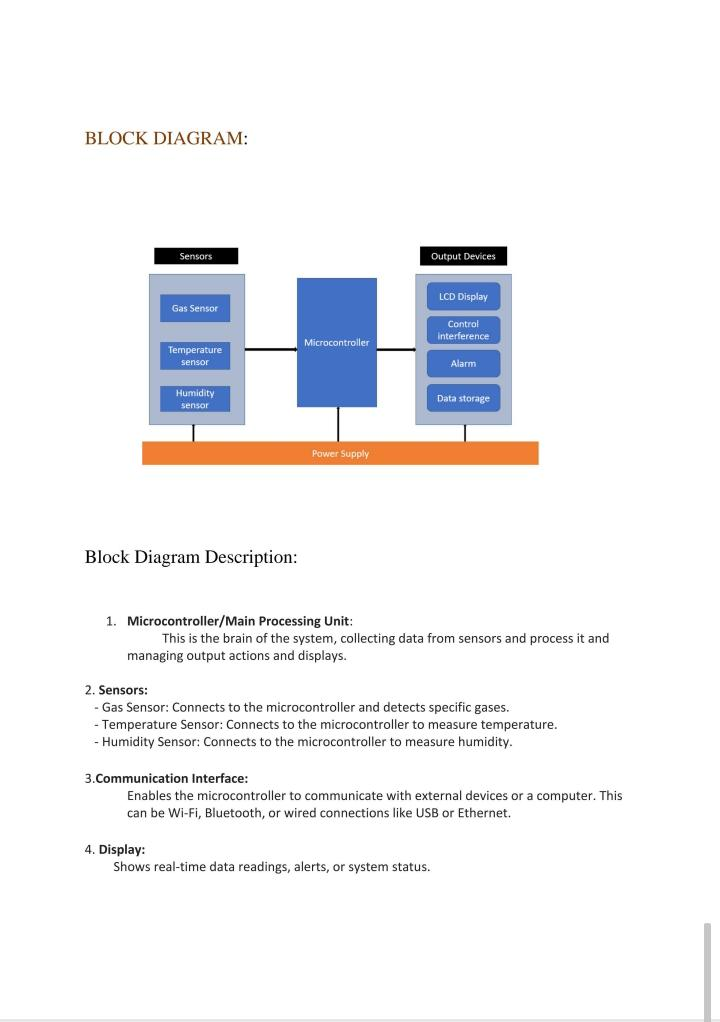 BLOCK DIAGRAM:
Sensors
Gas Sensor
Temperature
sensor
Humidity
sensor
Microcontroller
Output Devices
LCD Display
Control
interference
Alarm
Data storage
Power Supply
Block Diagram Description:
1. Microcontroller/Main Processing Unit:
This is the brain of the system, collecting data from sensors and process it and
managing output actions and displays.
2. Sensors:
- Gas Sensor: Connects to the microcontroller and detects specific gases.
- Temperature Sensor: Connects to the microcontroller to measure temperature.
- Humidity Sensor: Connects to the microcontroller to measure humidity.
3.Communication Interface:
Enables the microcontroller to communicate with external devices or a computer. This
can be Wi-Fi, Bluetooth, or wired connections like USB or Ethernet.
4. Display:
Shows real-time data readings, alerts, or system status.